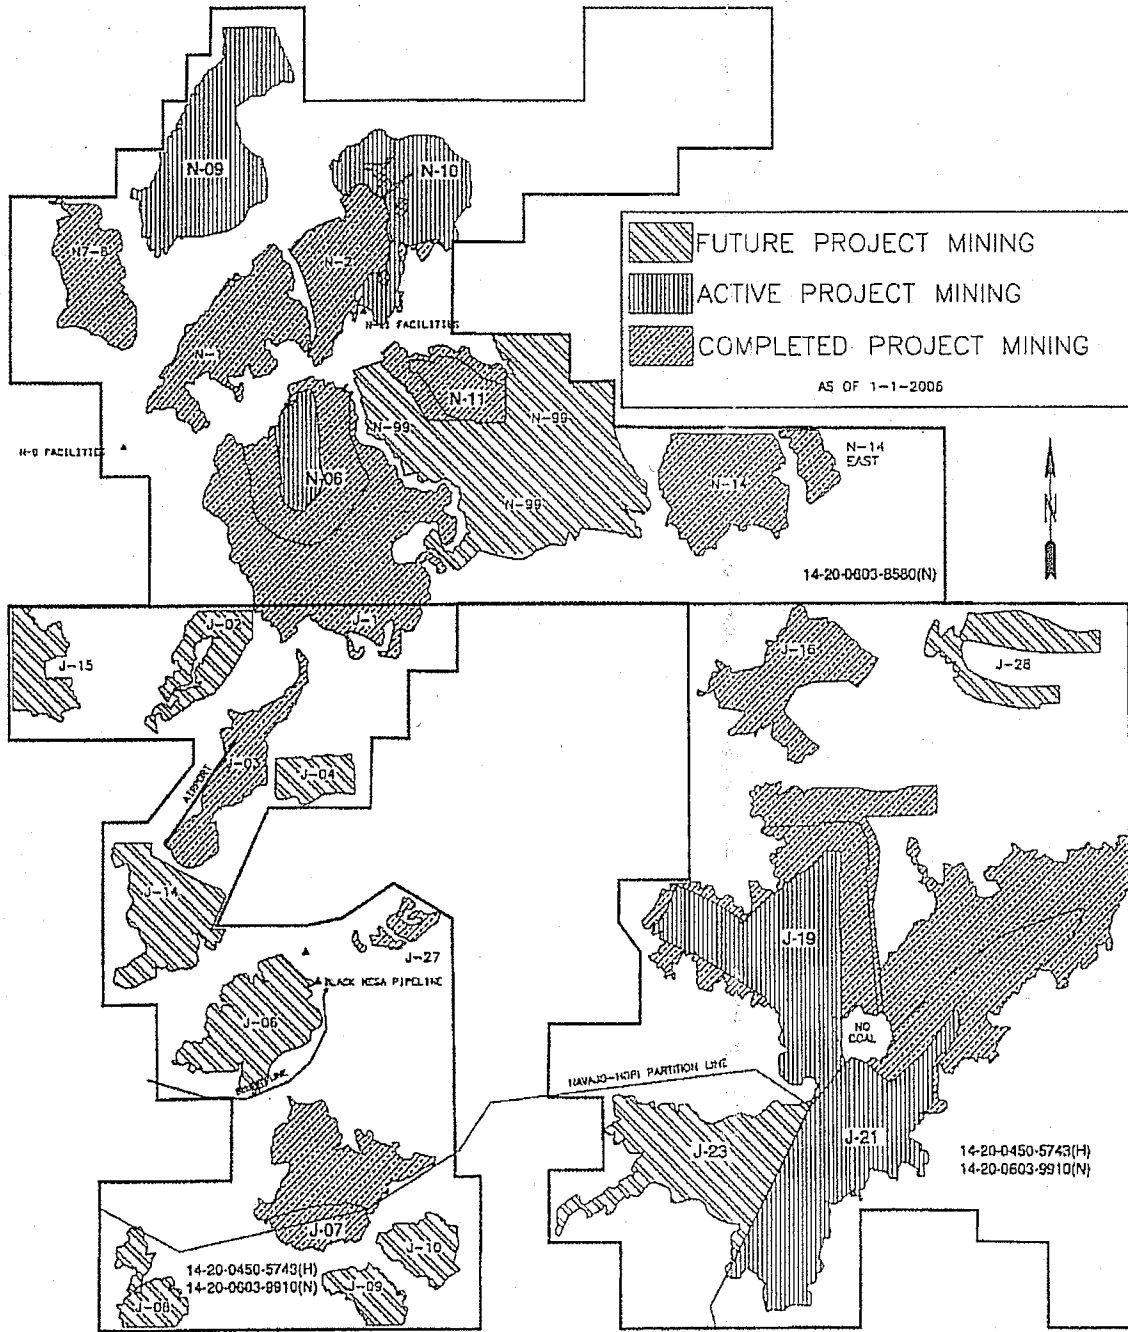 N-09
N-10
N7-8
N-2
FUTURE PROJECT MINING
ACTIVE PROJECT MINING
COMPLETED PROJECT MINING
AS OF 1-1-2006
N-11 FACILITIES
N-1
N-11
N-99
N-99
N-14
EAST
N-8 FACILITIES
N-06
N-14
N-99
N
14-20-0603-8580(N)
J-1
J-02
J-15
J-16
J-28
J-03
J-04
AIRPORT
J-14
J-19
J-27
BLACK MESA PIPELINE
J-06
NO
COAL
NAVAJO-HOPI PARTITION LINE
J-23
J-21
14-20-0450-5743(H)
14-20-0603-9910(N)
J-07
J-10
14-20-0450-5743(H)
14-20-0603-9910(N)
J-09
J-08